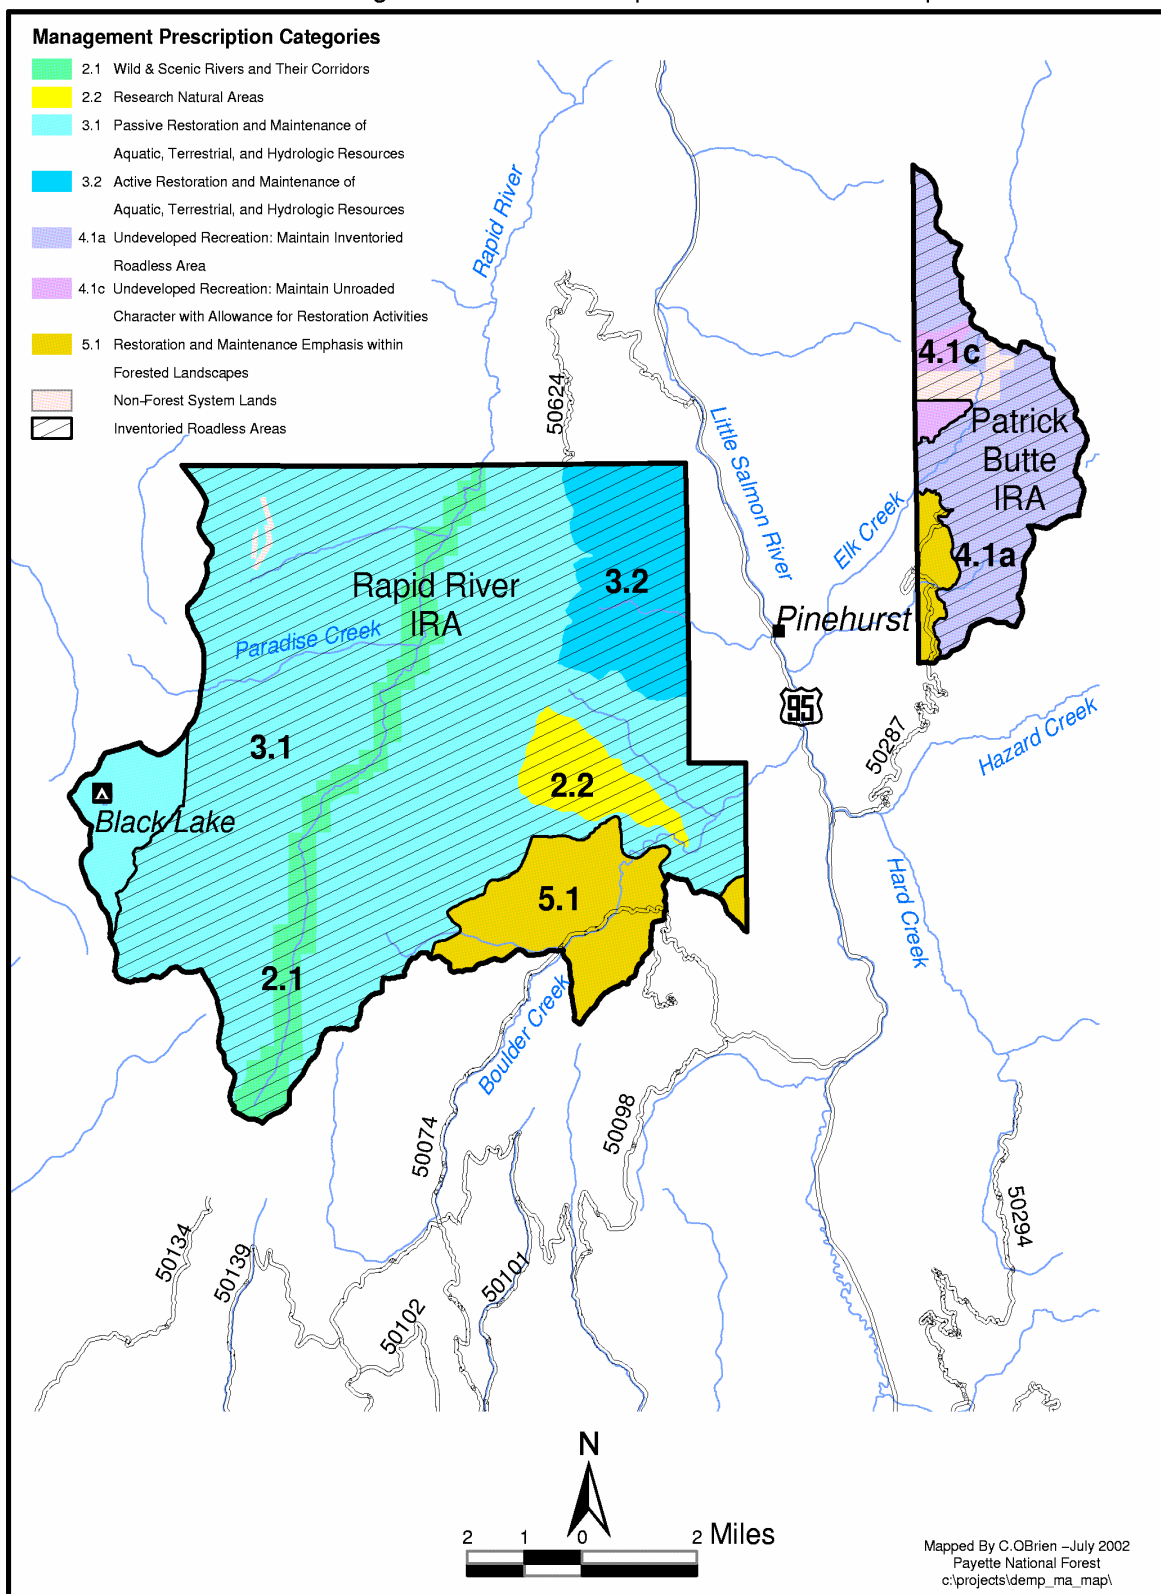 Management Prescription Categories
2.1 Wild & Scenic Rivers and Their Corridors
2.2 Research Natural Areas
3.1 Passive Restoration and Maintenance of
Aquatic, Terrestrial, and Hydrologic Resources
3.2 Active Restoration and Maintenance of
Aquatic, Terrestrial, and Hydrologic Resources
4.1a Undeveloped Recreation: Maintain Inventoried
Roadless Area
4.1c Undeveloped Recreation: Maintain Unroaded
Character with Allowance for Restoration Activities
5.1 Restoration and Maintenance Emphasis within
Forested Landscapes
Non-Forest System Lands
Inventoried Roadless Areas
Rapid River
50624
4.1c
Little Salmon River
Patrick
Butte
IRA
Elk Creek
4.1a
Rapid River
IRA
3.2
Paradise Creek
Pinehurst
95
50287
Hazard Creek
3.1
2.2
Black Lake
5.1
Hard Creek
2.1
Boulder Creek
50074
50098
50294
50134
50139
50101
50102
N
2 1 0 2 Miles
Mapped By C.OBrien –July 2002
Payette National Forest
c:\projects\demp_ma_map\